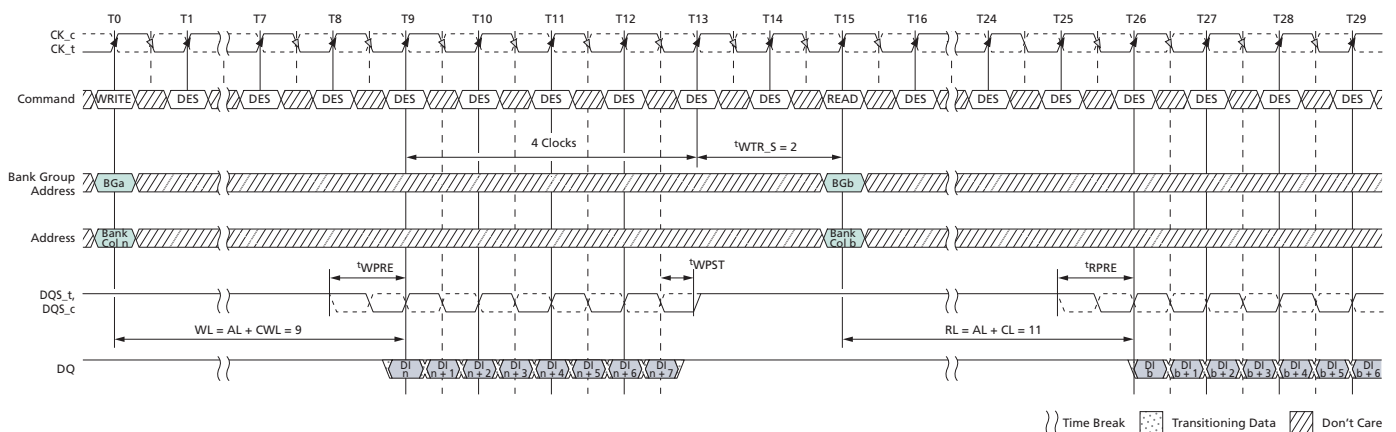 T0 T1 T7 T8 T9 T10 T11 T12 T13 T14 T15 T16 T24 T25 T26 T27 T28 T29
CK_c
CK_t
Command WRITE DES DES DES DES DES DES DES DES DES READ DES DES DES DES DES DES DES
4 Clocks tWTR_S = 2
Bank Group
Address
BGa BGb
Address
Bank
Col n
Bank
Col b
tWPRE tWPST tRPRE
DQS_t,
DQS_c
WL = AL + CWL = 9 RL = AL + CL = 11
DQ
DI DI DI DI DI DI DI DI DI DI DI DI DI DI DI
n n + 1 n + 2 n + 3 n + 4 n + 5 n + 6 n + 7 b b + 1 b + 2 b + 3 b + 4 b + 5 b + 6
Time Break Transitioning Data Don't Care